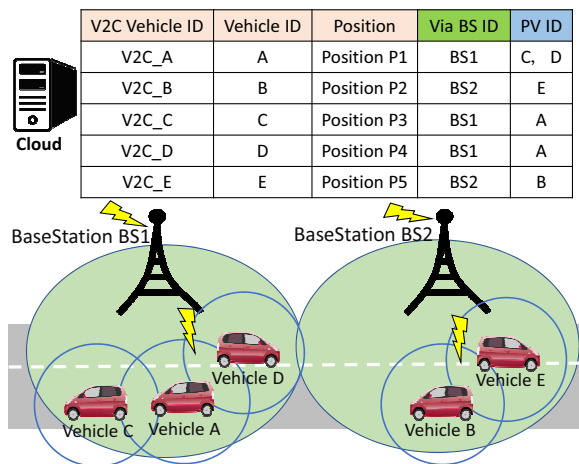 V2C Vehicle ID Vehicle ID Position Via BS ID PV ID
V2C_A A Position P1 BS1 C, D
V2C_B B Position P2 BS2 E
V2C_C C Position P3 BS1 A
V2C_D D Position P4 BS1 A
V2C_E E Position P5 BS2 B
Cloud
BaseStation BS1
BaseStation BS2
Vehicle D
Vehicle E
Vehicle C
Vehicle A
Vehicle B